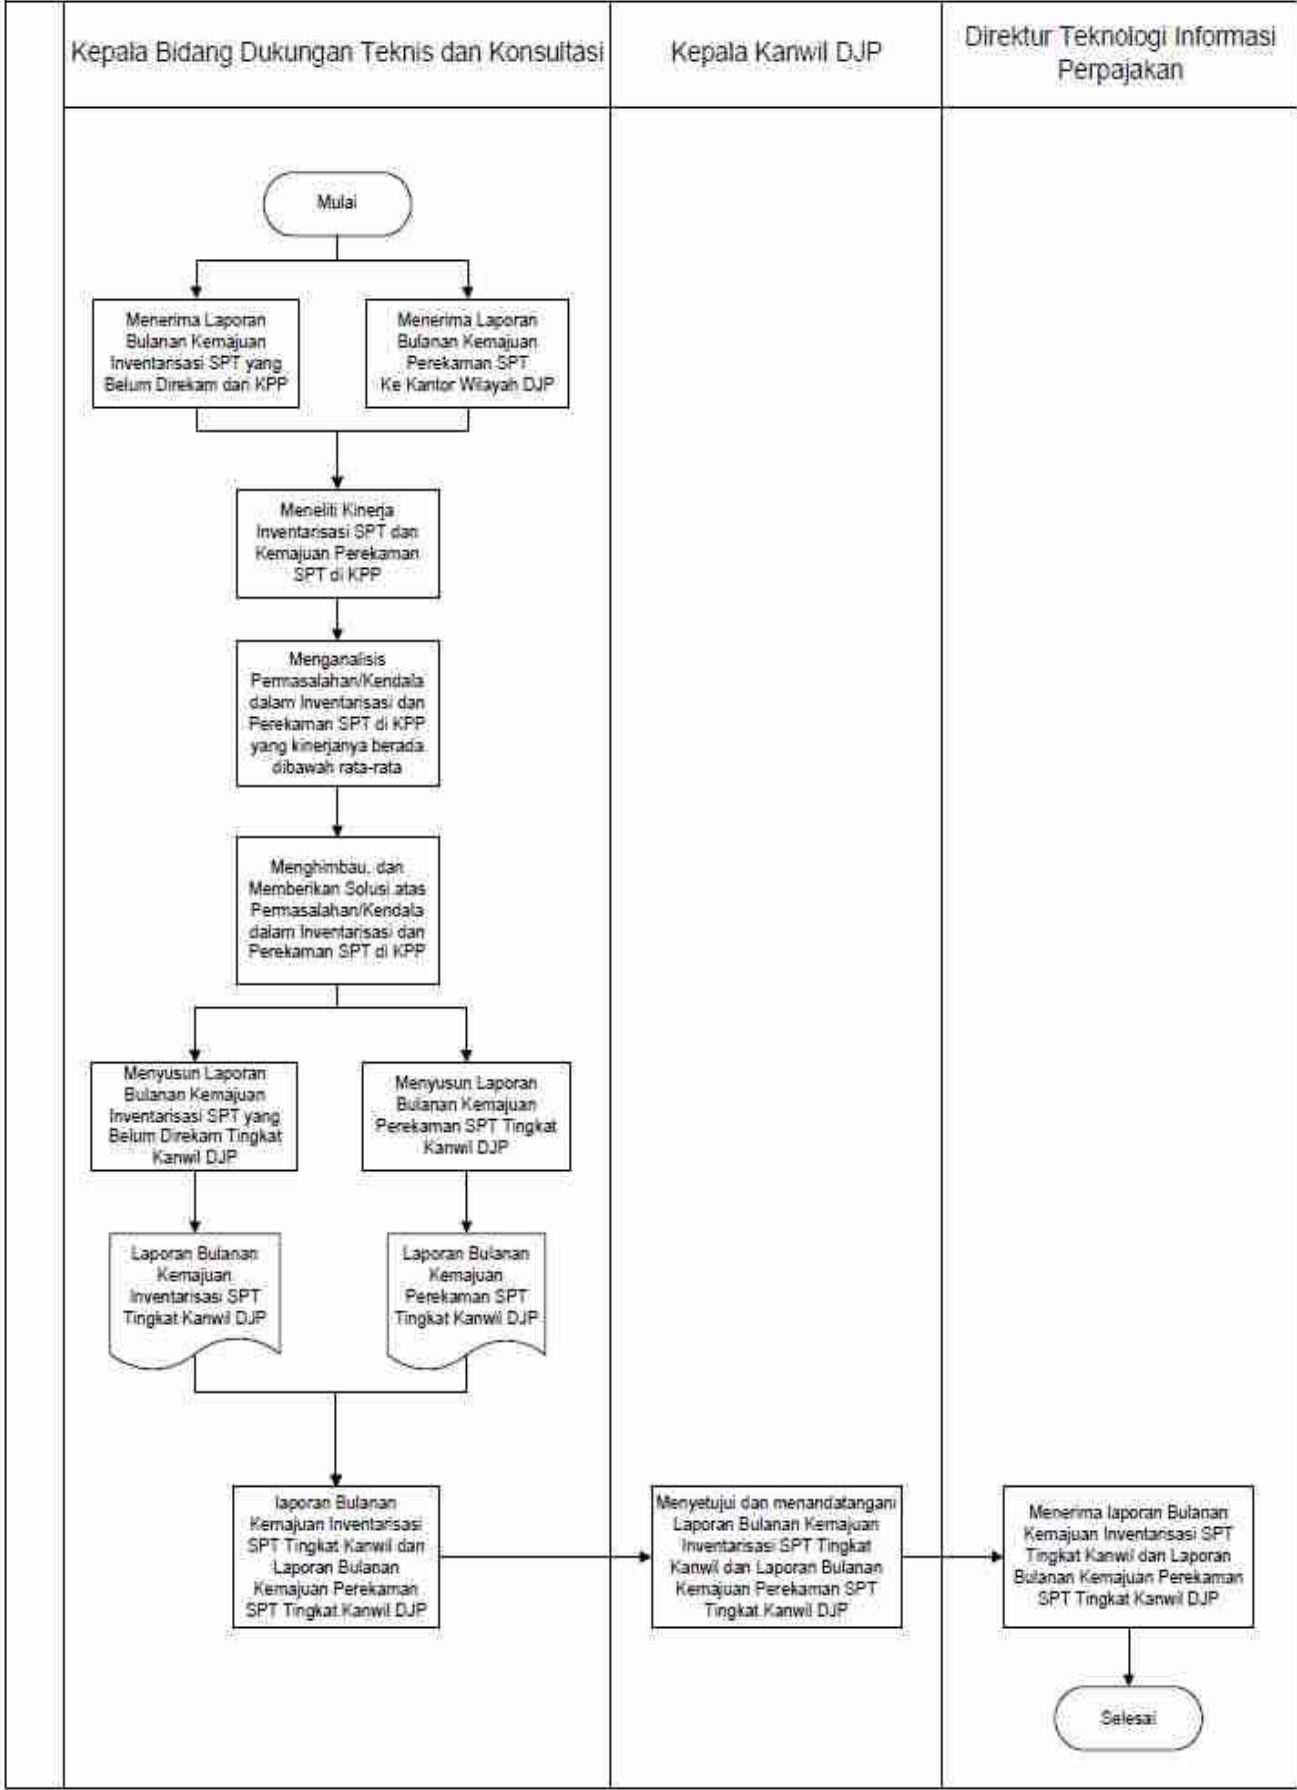 Kepala Bidang Dukungan Teknis dan Konsultasi
Kepala Kanwil DJP
Direktur Teknologi Informasi
Perpajakan
Mulai
Menerima Laporan
Bulanan Kemajuan
Inventarisasi SPT yang
Belum Direkam dari KPP
Menerima Laporan
Bulanan Kemajuan
Perekaman SPT
Ke Kantor Wilayah DJP
Meneliti Kinerja
Inventarisasi SPT dan
Kemajuan Perekaman
SPT di KPP
Menganalisis
Permasalahan/Kendala
dalam Inventarisasi dan
Perekaman SPT di KPP
yang kinerjanya berada
dibawah rata-rata
Menghimbau, dan
Memberikan Solusi atas
Permasalahan/Kendala
dalam Inventarisasi dan
Perekaman SPT di KPP
Menyusun Laporan
Bulanan Kemajuan
Inventarisasi SPT yang
Belum Direkam Tingkat
Kanwil DJP
Menyusun Laporan
Bulanan Kemajuan
Perekaman SPT Tingkat
Kanwil DJP
Laporan Bulanan
Kemajuan
Inventarisasi SPT
Tingkat Kanwil DJP
Laporan Bulanan
Kemajuan
Perekaman SPT
Tingkat Kanwil DJP
laporan Bulanan
Kemajuan Inventarisasi
SPT Tingkat Kanwil dan
Laporan Bulanan
Kemajuan Perekaman
SPT Tingkat Kanwil DJP
Menyetujui dan menandatangani
Laporan Bulanan Kemajuan
Inventarisasi SPT Tingkat
Kanwil dan Laporan Bulanan
Kemajuan Perekaman SPT
Tingkat Kanwil DJP
Menerima laporan Bulanan
Kemajuan Inventarisasi SPT
Tingkat Kanwil dan Laporan
Bulanan Kemajuan Perekaman
SPT Tingkat Kanwil DJP
Selesai